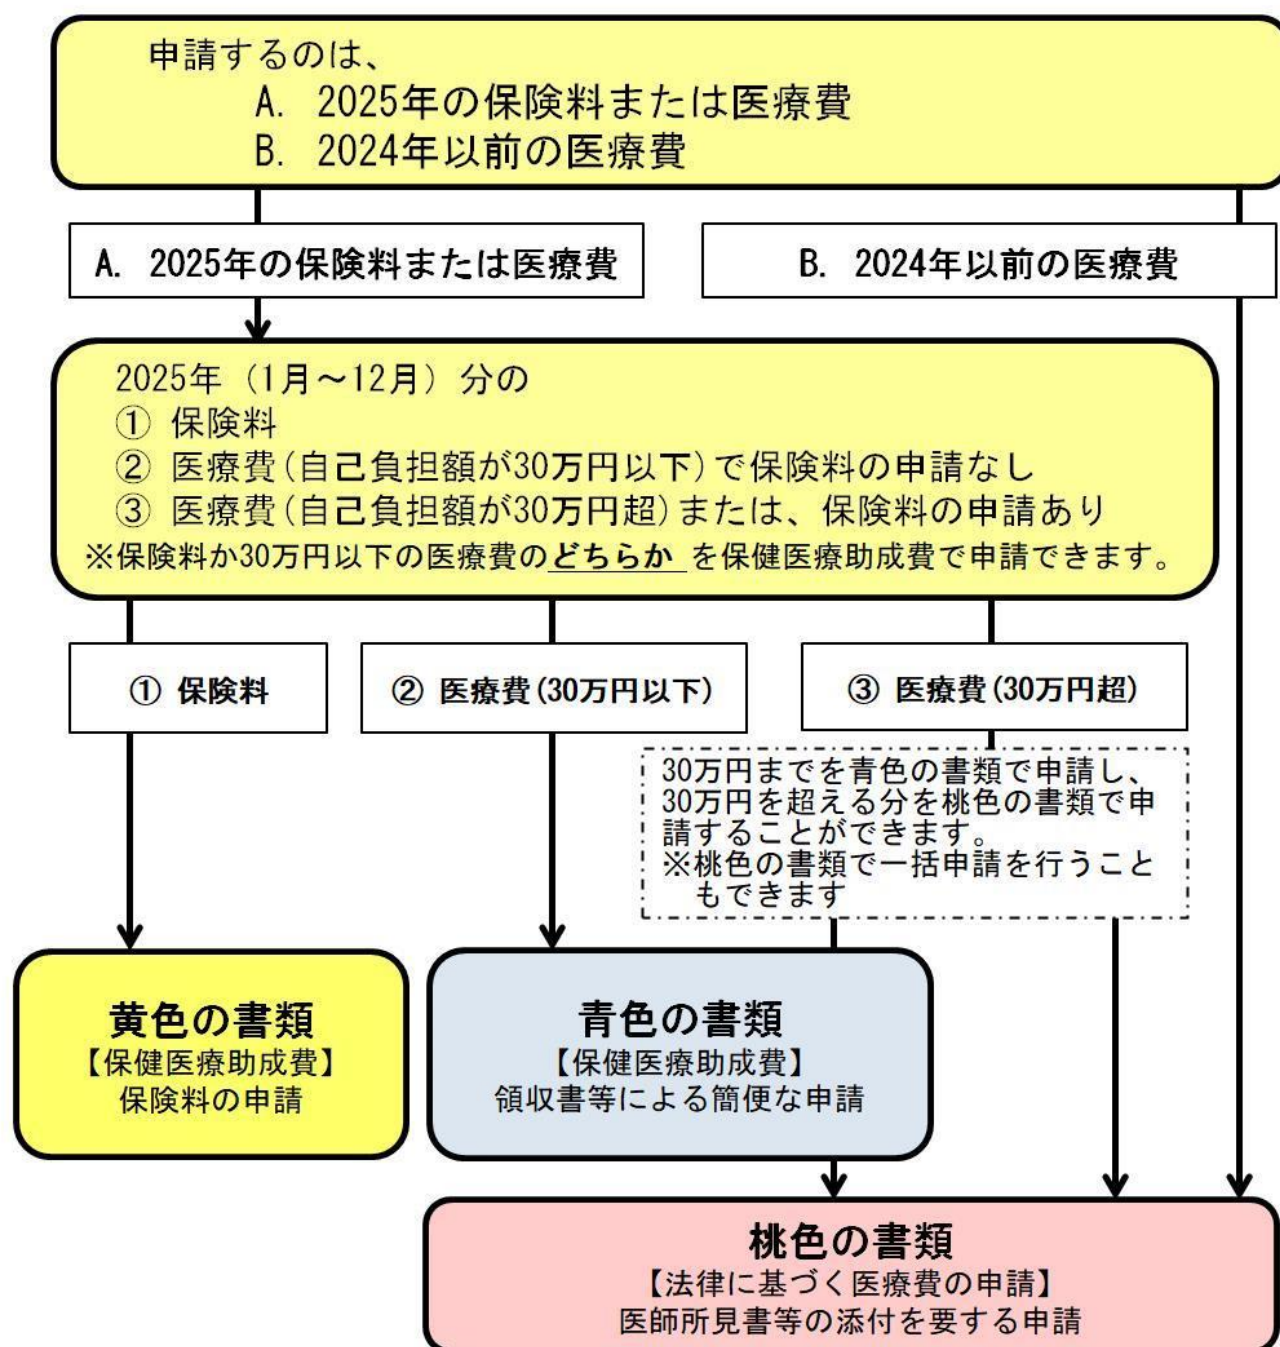 申請するのは、
A. 2025年の保険料または医療費
B. 2024年以前の医療費
A. 2025年の保険料または医療費
B. 2024年以前の医療費
2025年（1月～12月）分の
① 保険料
② 医療費(自己負担額が30万円以下)で保険料の申請なし
③ 医療費(自己負担額が30万円超)または、保険料の申請あり
※保険料か30万円以下の医療費のどちらか を保健医療助成費で申請できます。
① 保険料
② 医療費(30万円以下)
③ 医療費(30万円超)
30万円までを青色の書類で申請し、
30万円を超える分を桃色の書類で申
請することができます。
※桃色の書類で一括申請を行うこと
もできます
黄色の書類
【保健医療助成費】
保険料の申請
青色の書類
【保健医療助成費】
領収書等による簡便な申請
桃色の書類
【法律に基づく医療費の申請】
医師所見書等の添付を要する申請